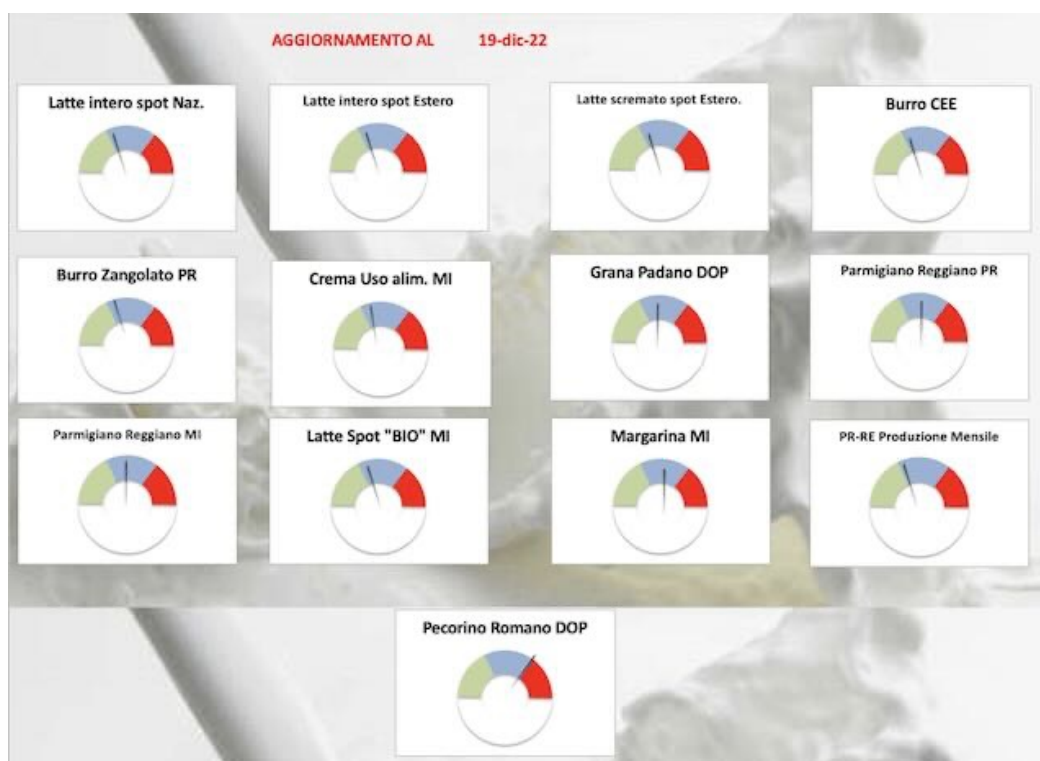 AGGIORNAMENTO AL 19-dic-22
Latte intero spot Naz.
Latte intero spot Estero
Latte scremato spot Estero.
Burro CEE
Burro Zangolato PR
Crema Uso alim. MI
Grana Padano DOP
Parmigiano Reggiano PR
Parmigiano Reggiano MI
Latte Spot "BIO" MI
Margarina MI
PR-RE Produzione Mensile
Pecorino Romano DOP